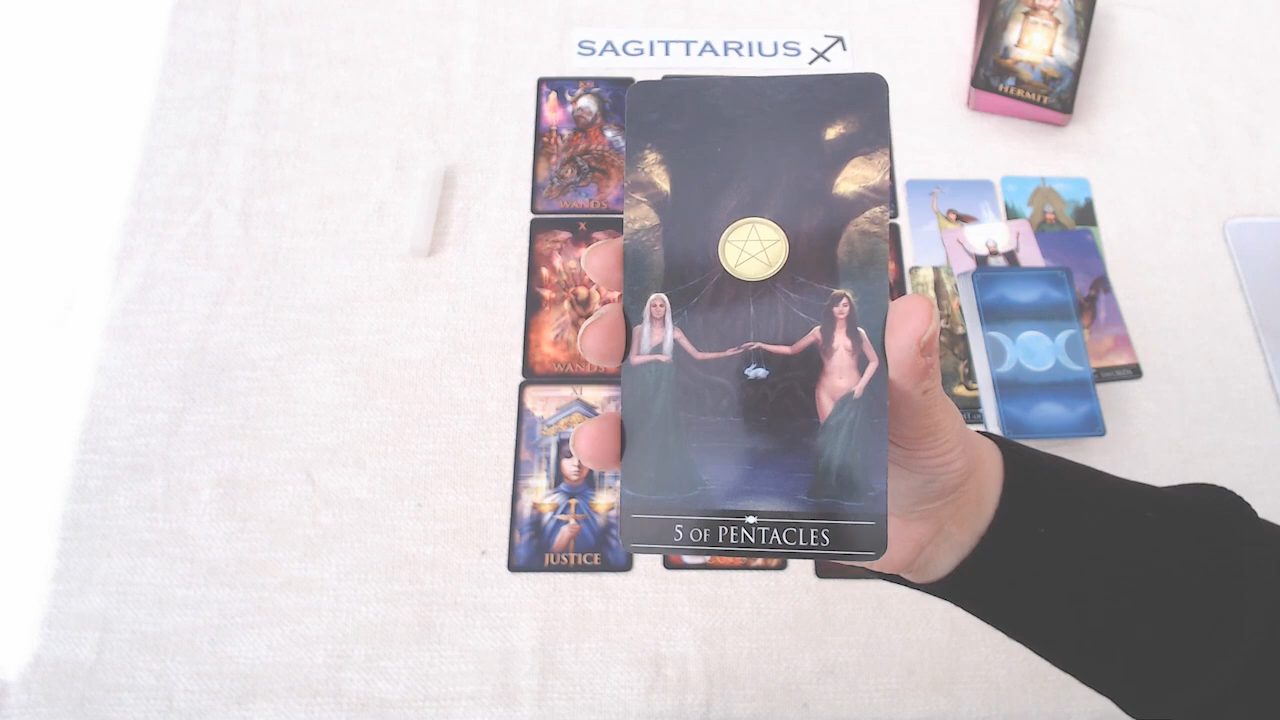 SAGITTARIUS
HERMIT
WANDS
X
WANDS
XI
JUSTICE
5 OF PENTACLES